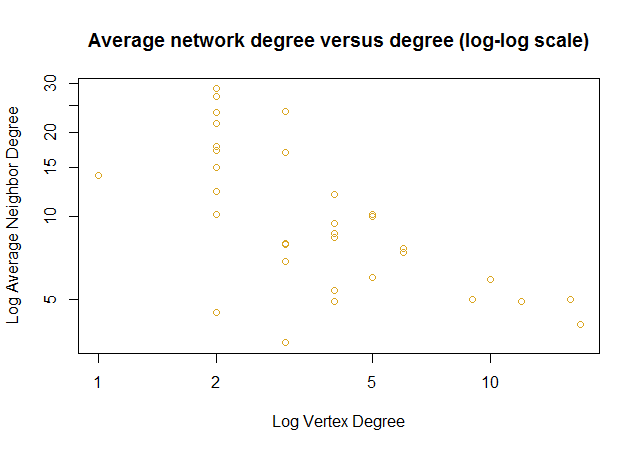 Average network degree versus degree (log-log scale)
Log Average Neighbor Degree
30
20
15
10
5
1 2 5 10
Log Vertex Degree